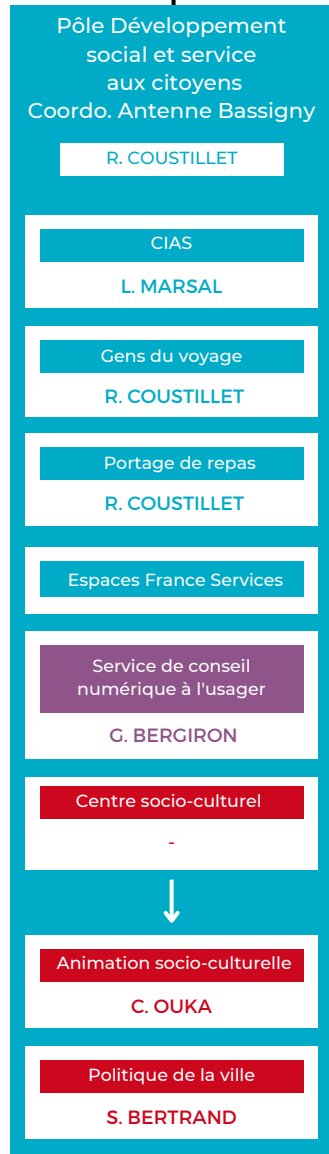 Pôle Développement
social et service
aux citoyens
Coordo. Antenne Bassigny
R. COUSTILLET
CIAS
L. MARSAL
Gens du voyage
R. COUSTILLET
Portage de repas
R. COUSTILLET
Espaces France Services
Service de conseil
numérique à l'usager
G. BERGIRON
Centre socio-culturel
-
Animation socio-culturelle
C. OUKA
Politique de la ville
S. BERTRAND